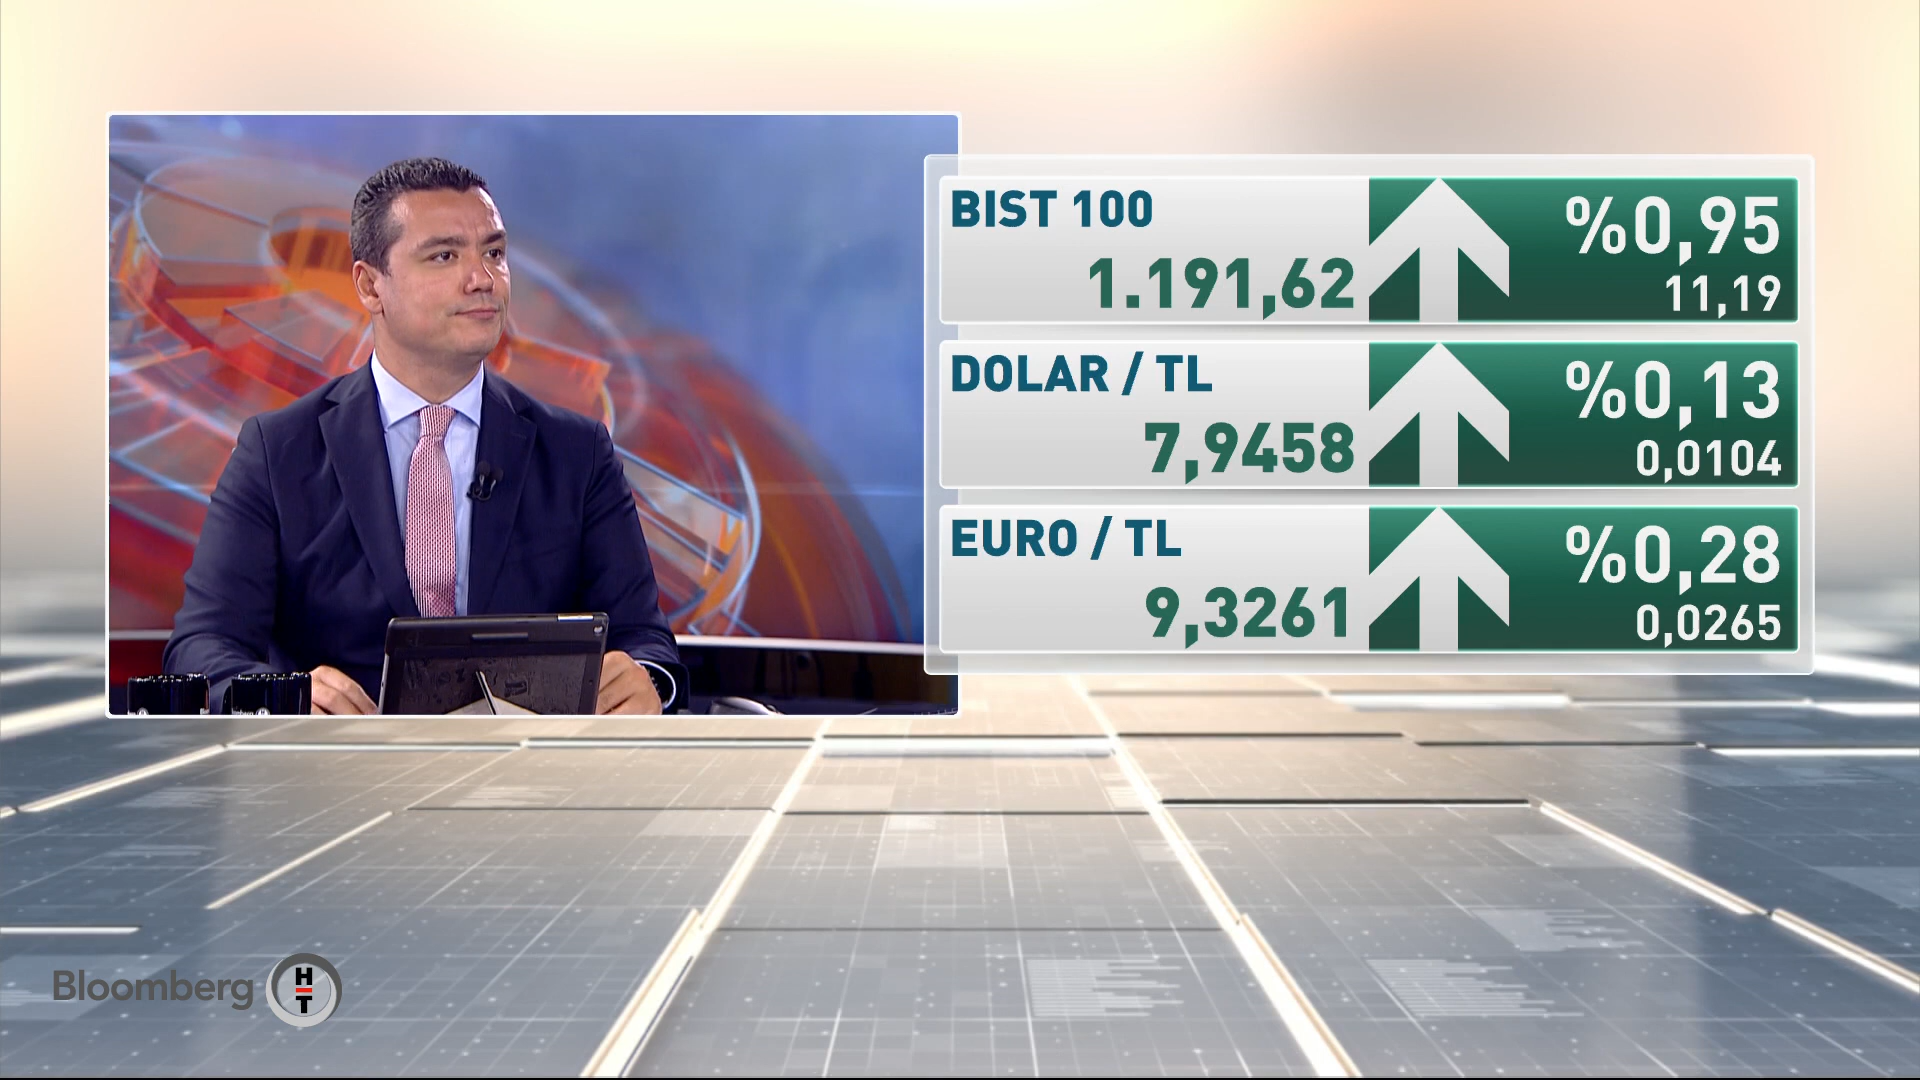 BIST 100
1.191,62
%0,95
11,19
DOLAR / TL
7,9458
%0,13
0,0104
EURO / TL
9,3261
%0,28
0,0265
Bloomberg HT